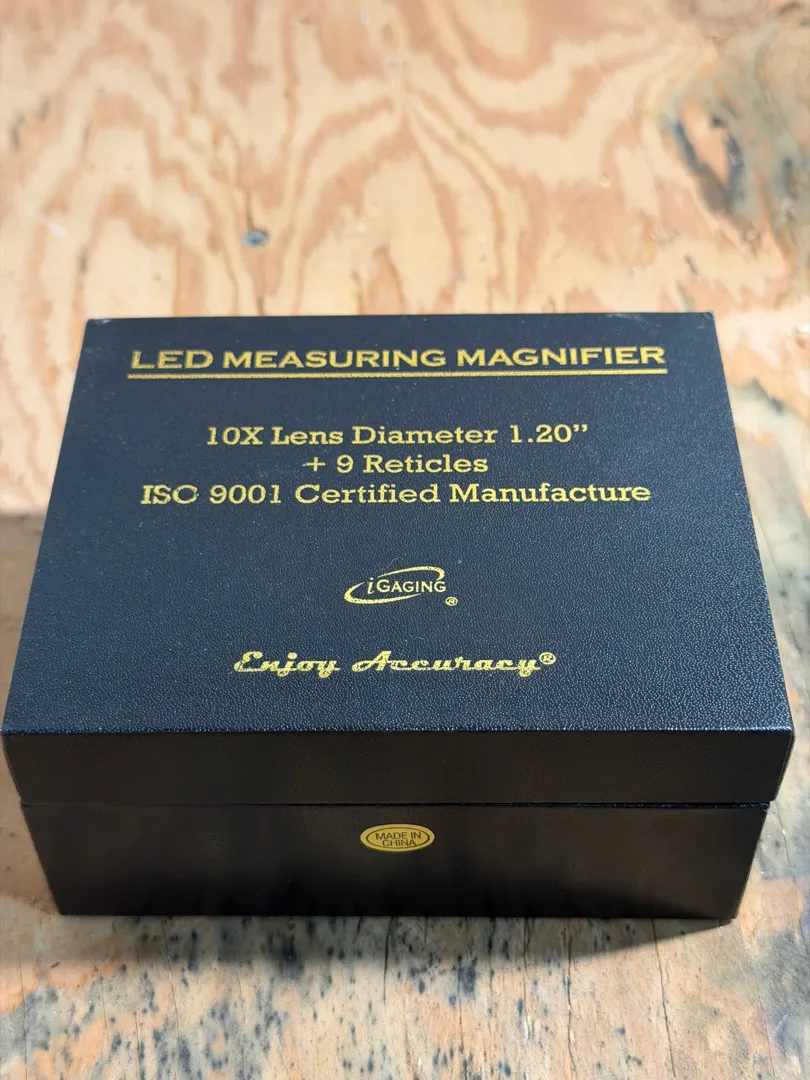 LED MEASURING MAGNIFIER
10X Lens Diameter 1.20”
+ 9 Reticles
ISO 9001 Certified Manufacture
iGAGING®
Enjoy Accuracy®
MADE IN
CHINA